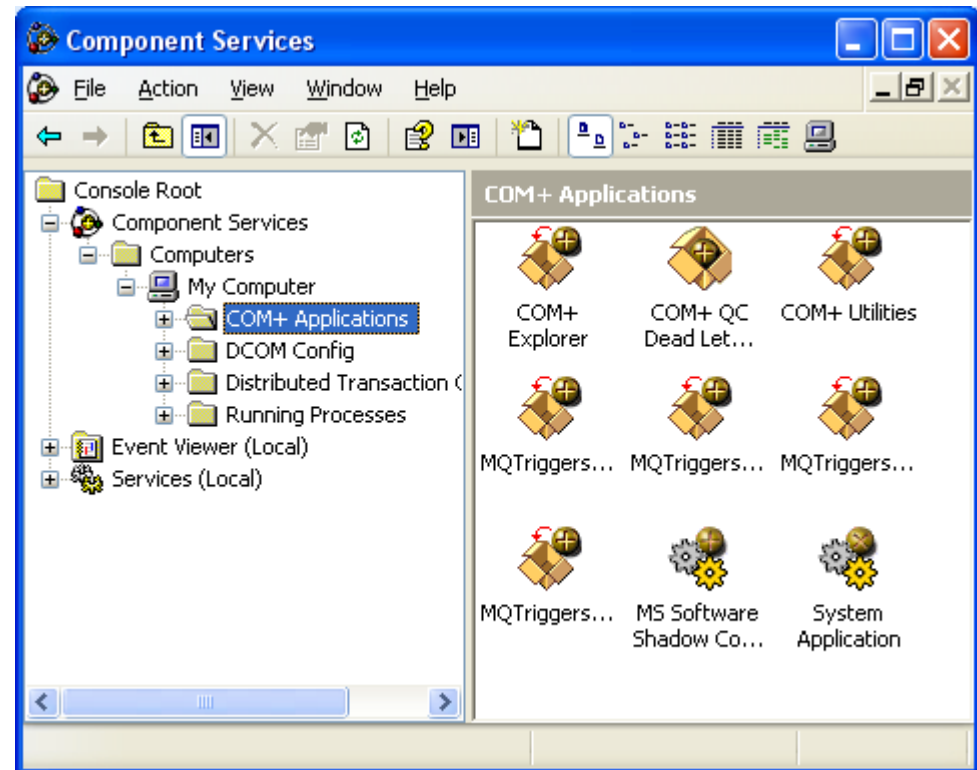 Component Services
File Action View Window Help
Console Root
Component Services
Computers
My Computer
COM+ Applications
DCOM Config
Distributed Transaction
Running Processes
Event Viewer (Local)
Services (Local)
COM+ Applications
COM+
Explorer
COM+ QC
Dead Let...
COM+ Utilities
MQTriggers...
MQTriggers...
MQTriggers...
MQTriggers...
MS Software
Shadow Co...
System
Application